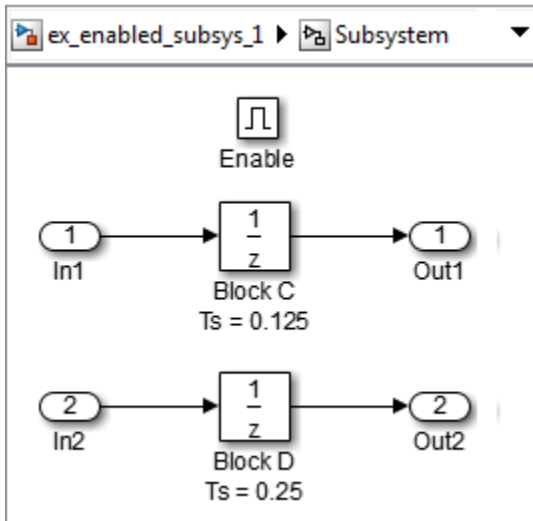 ex_enabled_subsys_1 Subsystem
Enable
1
1
z
1
In1
Block C
Out1
Ts = 0.125
2
1
z
2
In2
Block D
Out2
Ts = 0.25